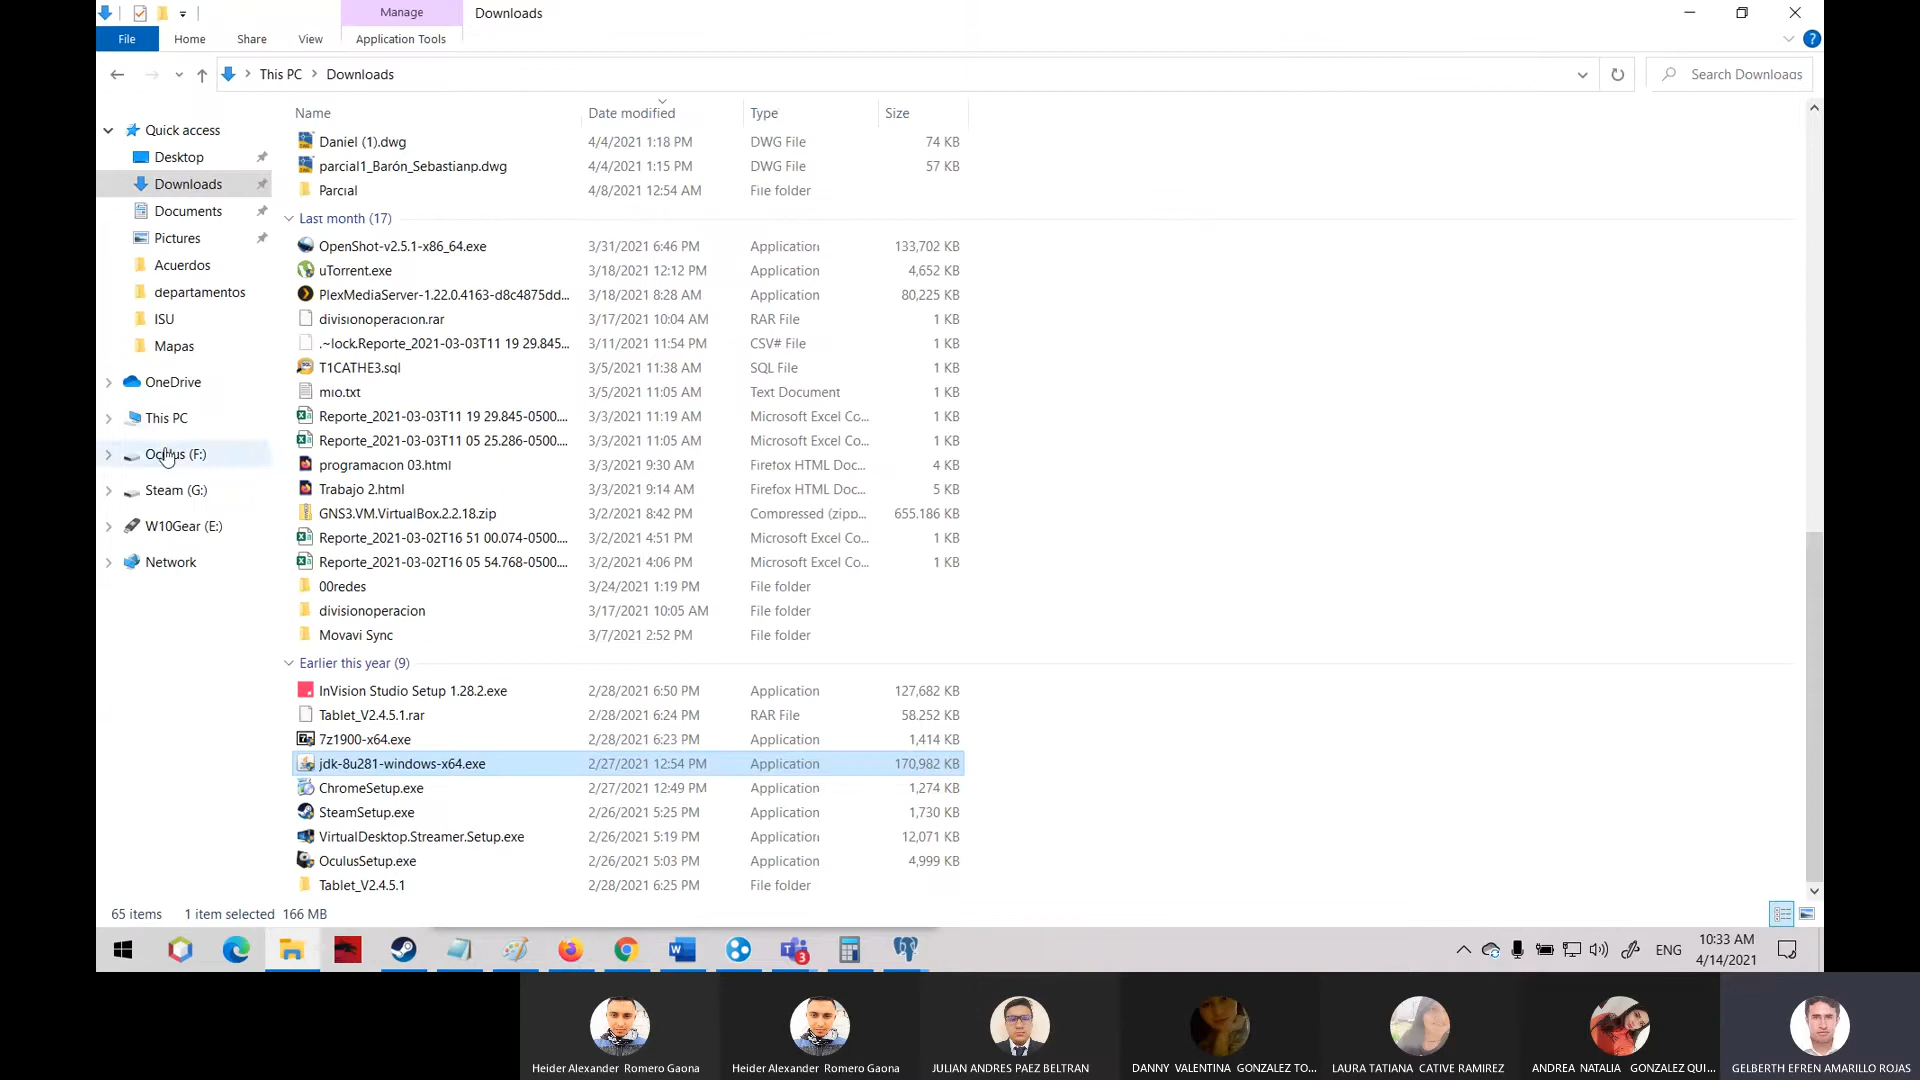 Manage
Downloads
File
Home
Share
View
Application Tools
This PC
Downloads
Search Downloads
Name
Date modified
Type
Size
Quick access
Desktop
Downloads
Documents
Pictures
Acuerdos
departamentos
ISU
Mapas
OneDrive
This PC
(F:)
Steam (G:)
W10Gear (E:)
Network
Daniel (1).dwg 4/4/2021 1:18 PM DWG File 74 KB
parcial1_Barón_Sebastianp.dwg 4/4/2021 1:15 PM DWG File 57 KB
Parcial 4/8/2021 12:54 AM File folder
Last month (17)
OpenShot-v2.5.1-x86_64.exe 3/31/2021 6:46 PM Application 133,702 KB
uTorrent.exe 3/18/2021 12:12 PM Application 4,652 KB
PlexMediaServer-1.22.0.4163-d8c4875dd... 3/18/2021 8:28 AM Application 80,225 KB
divisionoperacion.rar 3/17/2021 10:04 AM RAR File 1 KB
.~lock.Reporte_2021-03-03T11 19 29.845... 3/11/2021 11:54 PM CSV# File 1 KB
T1CATHE3.sql 3/5/2021 11:38 AM SQL File 1 KB
mio.txt 3/5/2021 11:05 AM Text Document 1 KB
Reporte_2021-03-03T11 19 29.845-0500.... 3/3/2021 11:19 AM Microsoft Excel Co... 1 KB
Reporte_2021-03-03T11 05 25.286-0500.... 3/3/2021 11:05 AM Microsoft Excel Co... 1 KB
programacion 03.html 3/3/2021 9:30 AM Firefox HTML Doc... 4 KB
Trabajo 2.html 3/3/2021 9:14 AM Firefox HTML Doc... 5 KB
GNS3.VM.VirtualBox.2.2.18.zip 3/2/2021 8:42 PM Compressed (zipp... 655.186 KB
Reporte_2021-03-02T16 51 00.074-0500.... 3/2/2021 4:51 PM Microsoft Excel Co... 1 KB
Reporte_2021-03-02T16 05 54.768-0500.... 3/2/2021 4:06 PM Microsoft Excel Co... 1 KB
00redes 3/24/2021 1:19 PM File folder
divisionoperacion 3/17/2021 10:05 AM File folder
Movavi Sync 3/7/2021 2:52 PM File folder
Earlier this year (9)
InVision Studio Setup 1.28.2.exe 2/28/2021 6:50 PM Application 127,682 KB
Tablet_V2.4.5.1.rar 2/28/2021 6:24 PM RAR File 58.252 KB
7z1900-x64.exe 2/28/2021 6:23 PM Application 1,414 KB
jdk-8u281-windows-x64.exe 2/27/2021 12:54 PM Application 170,982 KB
ChromeSetup.exe 2/27/2021 12:49 PM Application 1,274 KB
SteamSetup.exe 2/26/2021 5:25 PM Application 1,730 KB
VirtualDesktop.Streamer.Setup.exe 2/26/2021 5:19 PM Application 12,071 KB
OculusSetup.exe 2/26/2021 5:03 PM Application 4,999 KB
Tablet_V2.4.5.1 2/28/2021 6:25 PM File folder
65 items 1 item selected 166 MB
3
ENG
10:33 AM
4/14/2021
Heider Alexander Romero Gaona
Heider Alexander Romero Gaona
JULIAN ANDRES PAEZ BELTRAN
DANNY VALENTINA GONZALEZ TO...
LAURA TATIANA CATIVE RAMIREZ
ANDREA NATALIA GONZALEZ QUI...
GELBERTH EFREN AMARILLO ROJAS